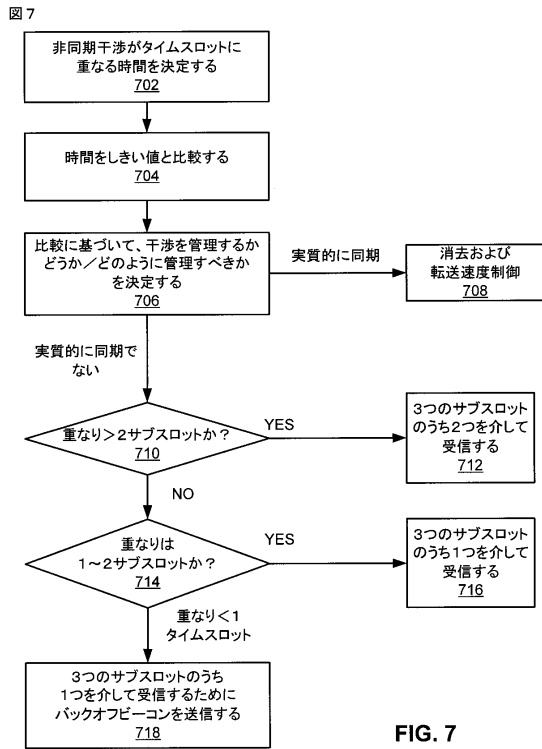 図7
非同期干渉がタイムスロットに
重なる時間を決定する
702
時間をしきい値と比較する
704
比較に基づいて、干渉を管理するか
どうか／どのように管理すべきか
を決定する
706
実質的に同期
消去および
転送速度制御
708
実質的に同期で
ない
重なり＞2サブスロットか？
710
YES
3つのサブスロット
のうち2つを介して
受信する
712
NO
重なりは
1～2サブスロットか？
714
YES
3つのサブスロット
のうち1つを介して
受信する
716
重なり＜1
タイムスロット
3つのサブスロットのうち
1つを介して受信するために
バックオフビーコンを送信する
718
FIG. 7